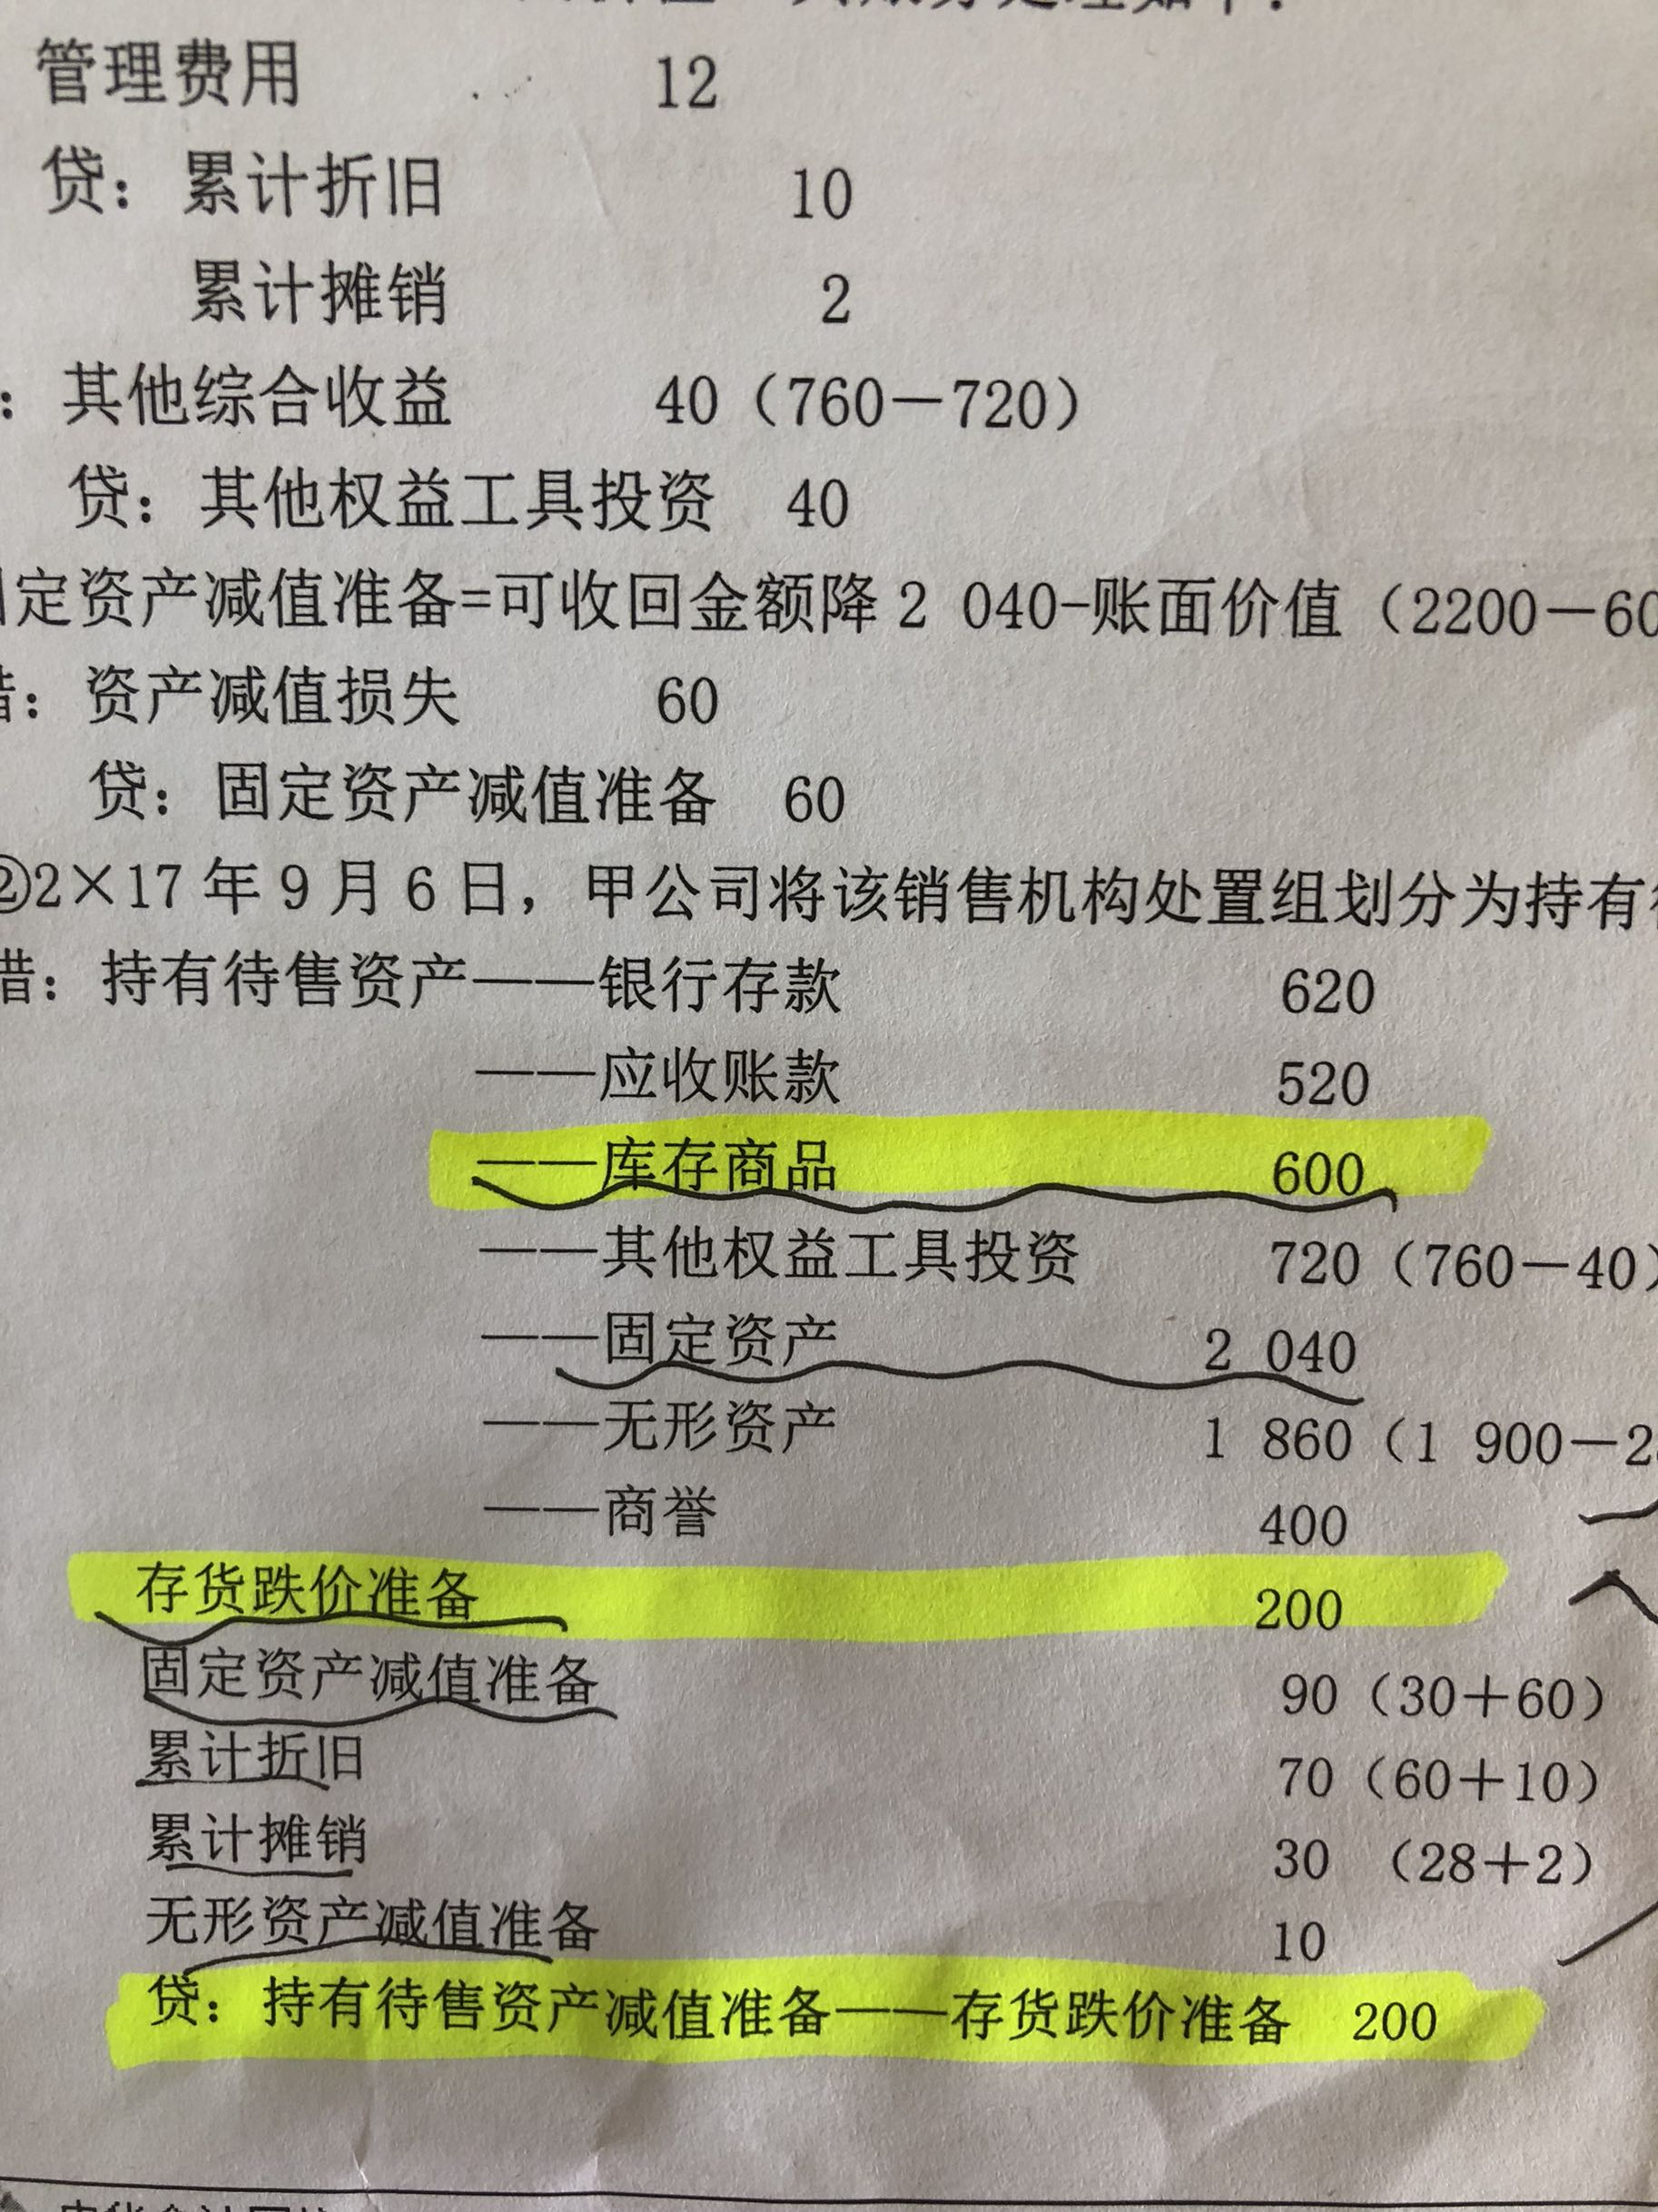 管理费用 12
贷：累计折旧 10
累计摊销 2
：其他综合收益 40（760－720）
贷：其他权益工具投资 40
定资产减值准备=可收回金额降2 040-账面价值（2200－60
借：资产减值损失 60
贷：固定资产减值准备 60
②2×17年9月6日，甲公司将该销售机构处置组划分为持有
借：持有待售资产——银行存款 620
——应收账款 520
——库存商品 600
——其他权益工具投资 720（760－40）
——固定资产 2 040
——无形资产 1 860（1 900－2
——商誉 400
存货跌价准备 200
固定资产减值准备 90（30＋60）
累计折旧 70（60＋10）
累计摊销 30 （28＋2）
无形资产减值准备 10
贷：持有待售资产减值准备——存货跌价准备 200